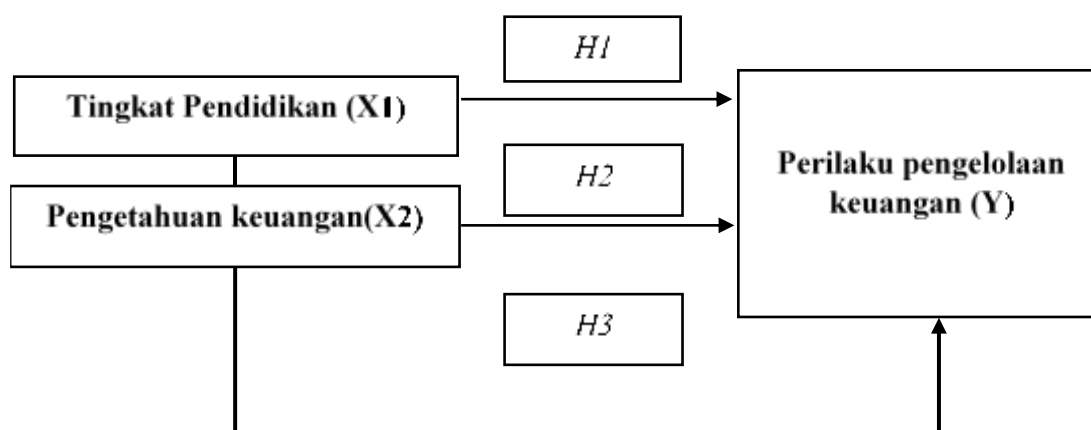 H1
Tingkat Pendidikan (X1)
H2
Pengetahuan keuangan(X2)
Perilaku pengelolaan
keuangan (Y)
H3